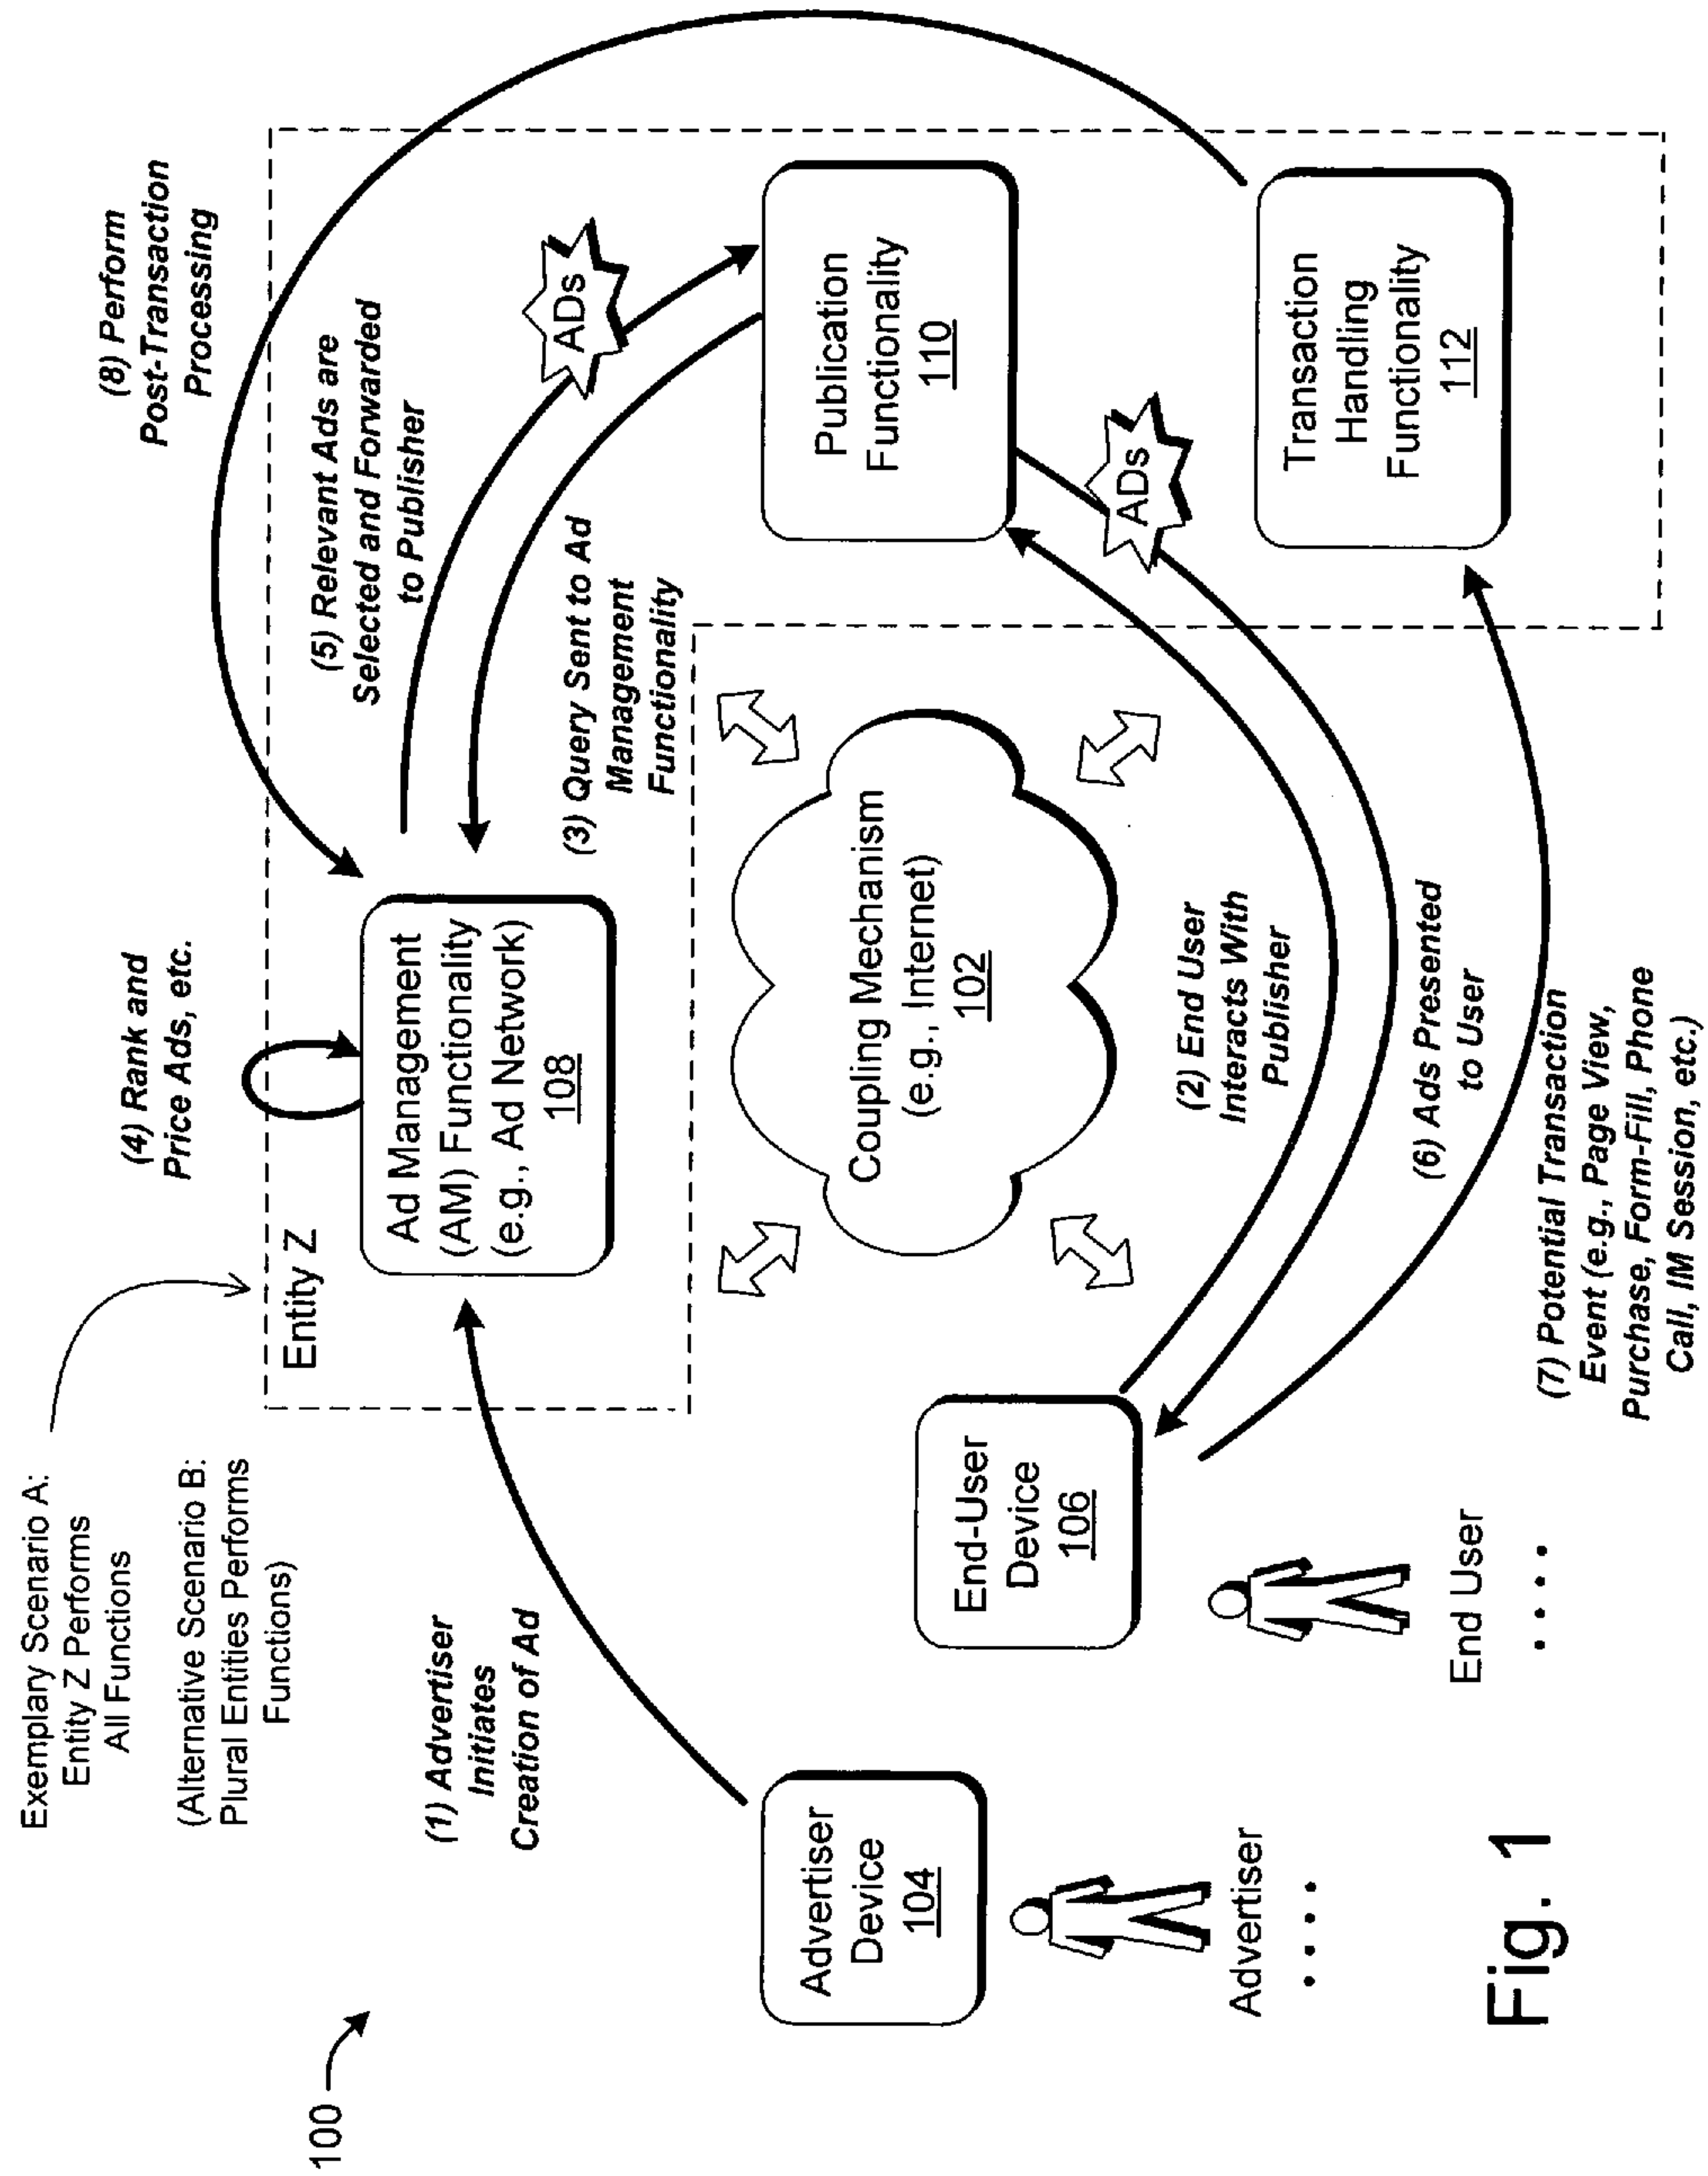 Exemplary Scenario A:
Entity Z Performs
All Functions
(Alternative Scenario B:
Plural Entities Performs
Functions)
100
(4) Rank and
Price Ads, etc.
(8) Perform
Post-Transaction
Processing
Entity Z
Ad Management
(AM) Functionality
(e.g., Ad Network)
108
(5) Relevant Ads are
Selected and Forwarded
to Publisher
ADs
(1) Advertiser
Initiates
Creation of Ad
(3) Query Sent to Ad
Management
Functionality
Advertiser
Device
104
Advertiser
End-User
Device
106
End User
Coupling Mechanism
(e.g., Internet)
102
Publication
Functionality
110
ADs
(2) End User
Interacts With
Publisher
(6) Ads Presented
to User
Transaction
Handling
Functionality
112
(7) Potential Transaction
Event (e.g., Page View,
Purchase, Form-Fill, Phone
Call, IM Session, etc.)
Fig. 1